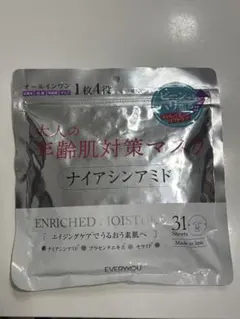 オールインワン
1枚4役
大人の
年齢肌対策マスク
ナイアシンアミド
ENRICHED MOISTURE
エイジングケアでうるおう素肌へ
ナイアシンアミド プラセンタエキス セラミド
31
Sheets
Made in Japan
EVERYYOU